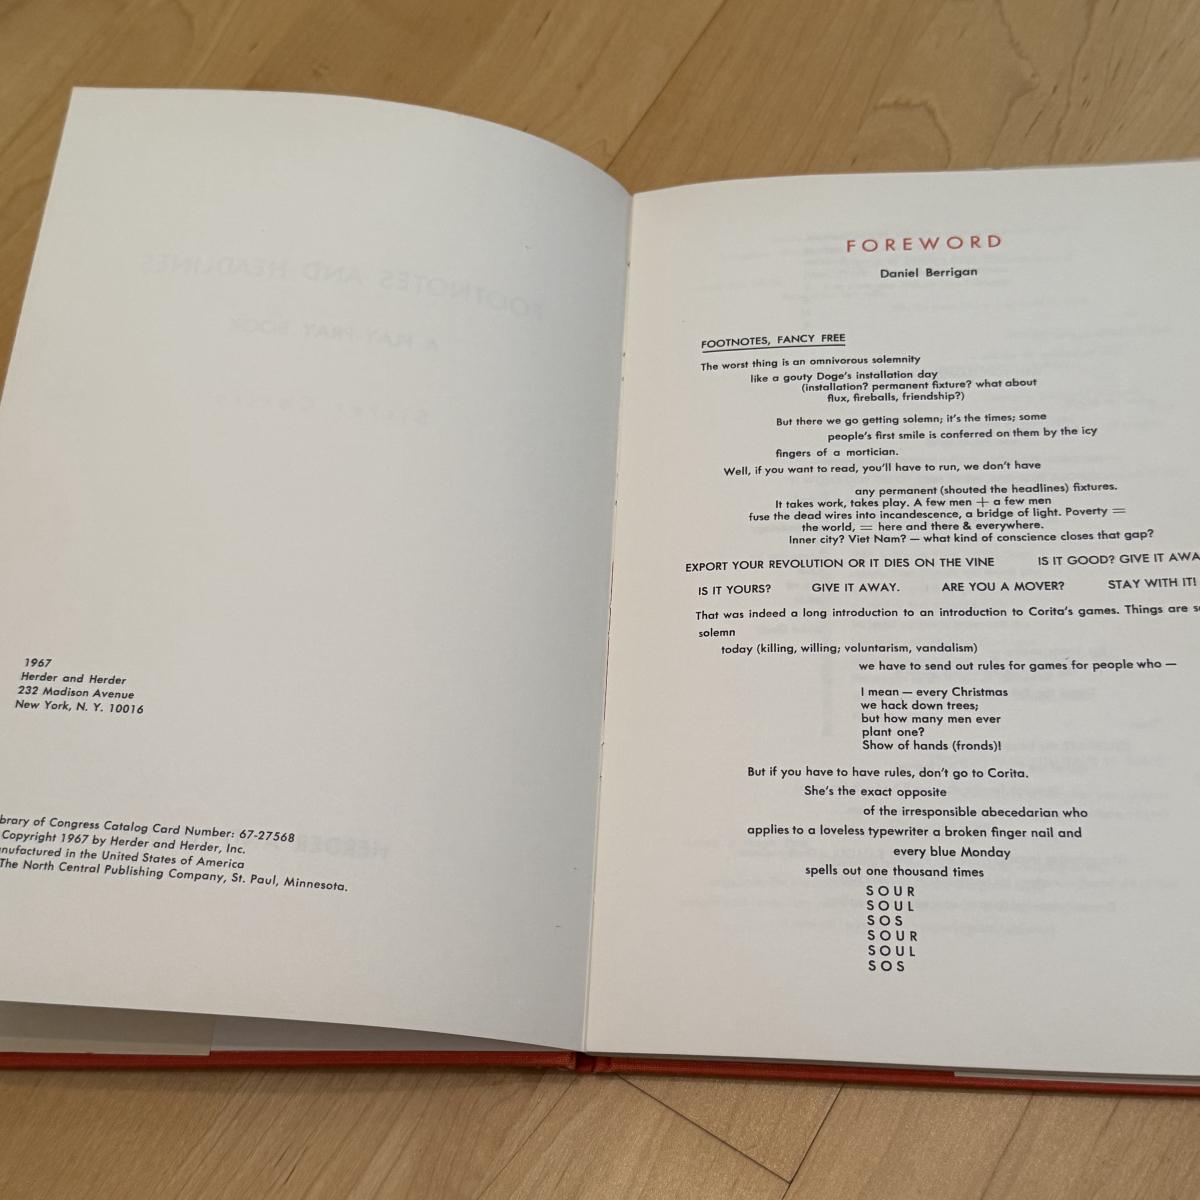 1967
Herder and Herder
232 Madison Avenue
New York, N. Y. 10016
brary of Congress Catalog Card Number: 67-27568
Copyright 1967 by Herder and Herder, Inc.
nufactured in the United States of America
The North Central Publishing Company, St. Paul, Minnesota.
FOREWORD
Daniel Berrigan
FOOTNOTES, FANCY FREE
The worst thing is an omnivorous solemnity
like a gouty Doge's installation day
(installation? permanent fixture? what about
flux, fireballs, friendship?)
But there we go getting solemn; it's the times; some
people's first smile is conferred on them by the icy
fingers of a mortician.
Well, if you want to read, you'll have to run, we don't have
any permanent (shouted the headlines) fixtures.
It takes work, takes play. A few men + a few men
fuse the dead wires into incandescence, a bridge of light. Poverty =
the world, = here and there & everywhere.
Inner city? Viet Nam? — what kind of conscience closes that gap?
EXPORT YOUR REVOLUTION OR IT DIES ON THE VINE IS IT GOOD? GIVE IT AWA
IS IT YOURS? GIVE IT AWAY. ARE YOU A MOVER? STAY WITH IT!
That was indeed a long introduction to an introduction to Corita's games. Things are s
solemn
today (killing, willing; voluntarism, vandalism)
we have to send out rules for games for people who —
I mean — every Christmas
we hack down trees;
but how many men ever
plant one?
Show of hands (fronds)!
But if you have to have rules, don't go to Corita.
She's the exact opposite
of the irresponsible abecedarian who
applies to a loveless typewriter a broken finger nail and
every blue Monday
spells out one thousand times
SOUR
SOUL
SOS
SOUR
SOUL
SOS